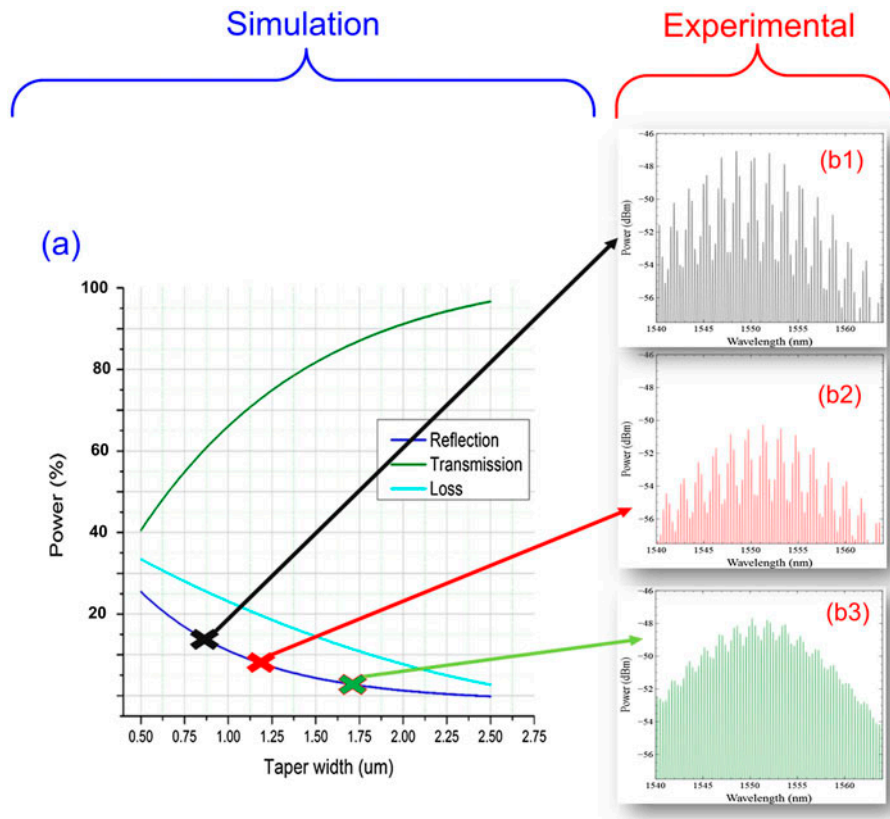 Simulation
Experimental
(a)
100
80
60
40
20
Power (%)
0.50 0.75 1.00 1.25 1.50 1.75 2.00 2.25 2.50 2.75
Taper width (um)
Reflection
Transmission
Loss
(b1)
−46
−48
−50
−52
−54
−56
Power (dBm)
1540 1545 1550 1555 1560
Wavelength (nm)
(b2)
−46
−48
−50
−52
−54
−56
Power (dBm)
1540 1545 1550 1555 1560
Wavelength (nm)
(b3)
−46
−48
−50
−52
−54
−56
Power (dBm)
1540 1545 1550 1555 1560
Wavelength (nm)